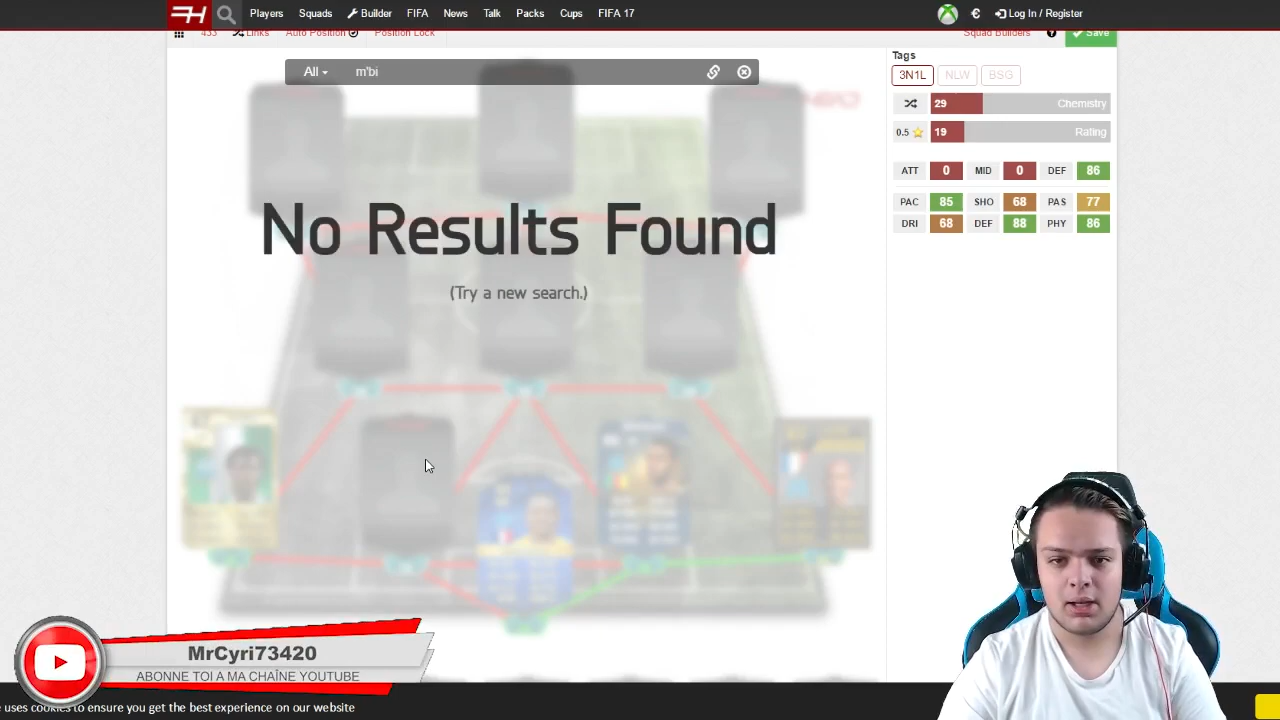 Players Squads Builder FIFA News Talk Packs Cups FIFA 17 € Log In / Register
433 Links Auto Position Position Lock Squad Builders Save
All m'bi
Tags
3N1L NLW BSG
29 Chemistry
0.5 19 Rating
ATT 0 MID 0 DEF 86
PAC 85 SHO 68 PAS 77
DRI 68 DEF 88 PHY 86
No Results Found
(Try a new search.)
MrCyri73420
ABONNE TOI A MA CHAÎNE YOUTUBE
e uses cookies to ensure you get the best experience on our website